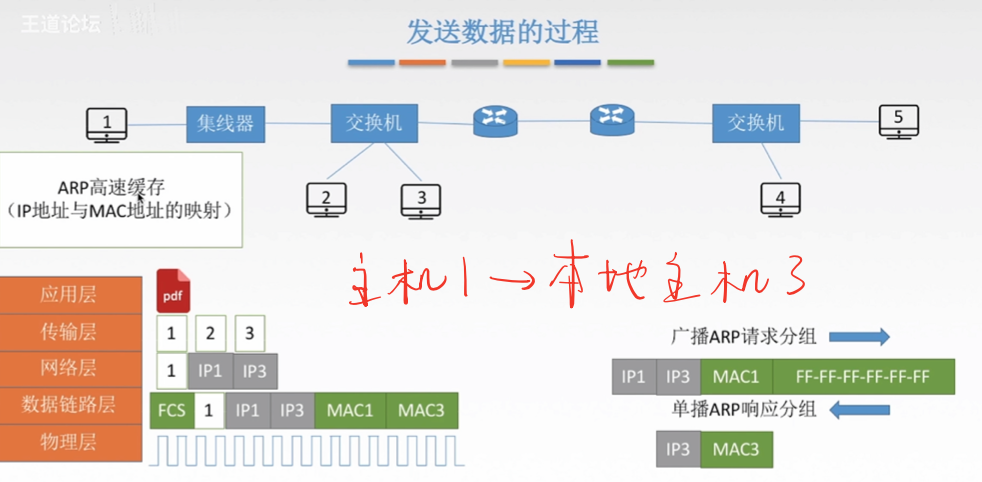 王道论坛
发送数据的过程
1
集线器
交换机
交换机
5
2
3
4
ARP高速缓存
（IP地址与MAC地址的映射）
主机1→本地主机3
应用层
pdf
传输层
1 2 3
广播ARP请求分组
网络层
1 IP1 IP3
IP1 IP3 MAC1 FF-FF-FF-FF-FF-FF
数据链路层
FCS 1 IP1 IP3 MAC1 MAC3
单播ARP响应分组
物理层
IP3 MAC3